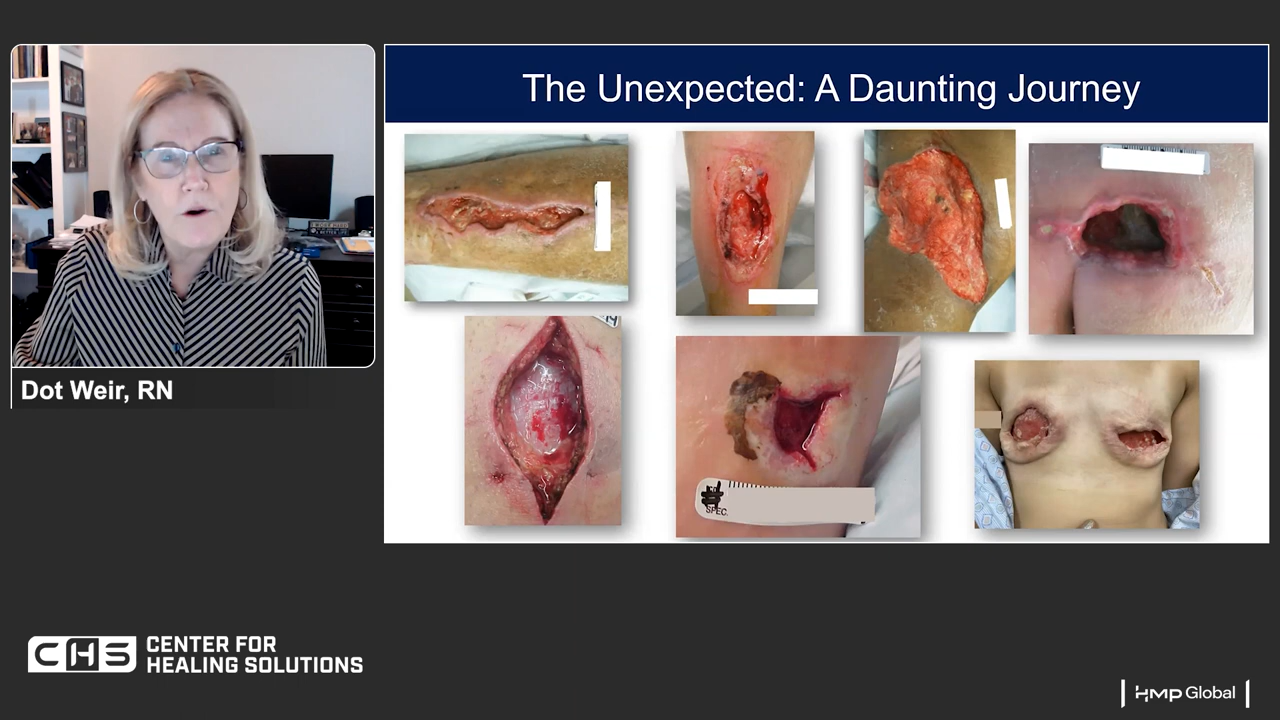 The Unexpected: A Daunting Journey
SPEC.
Dot Weir, RN
CHS
CENTER FOR
HEALING SOLUTIONS
HMP Global